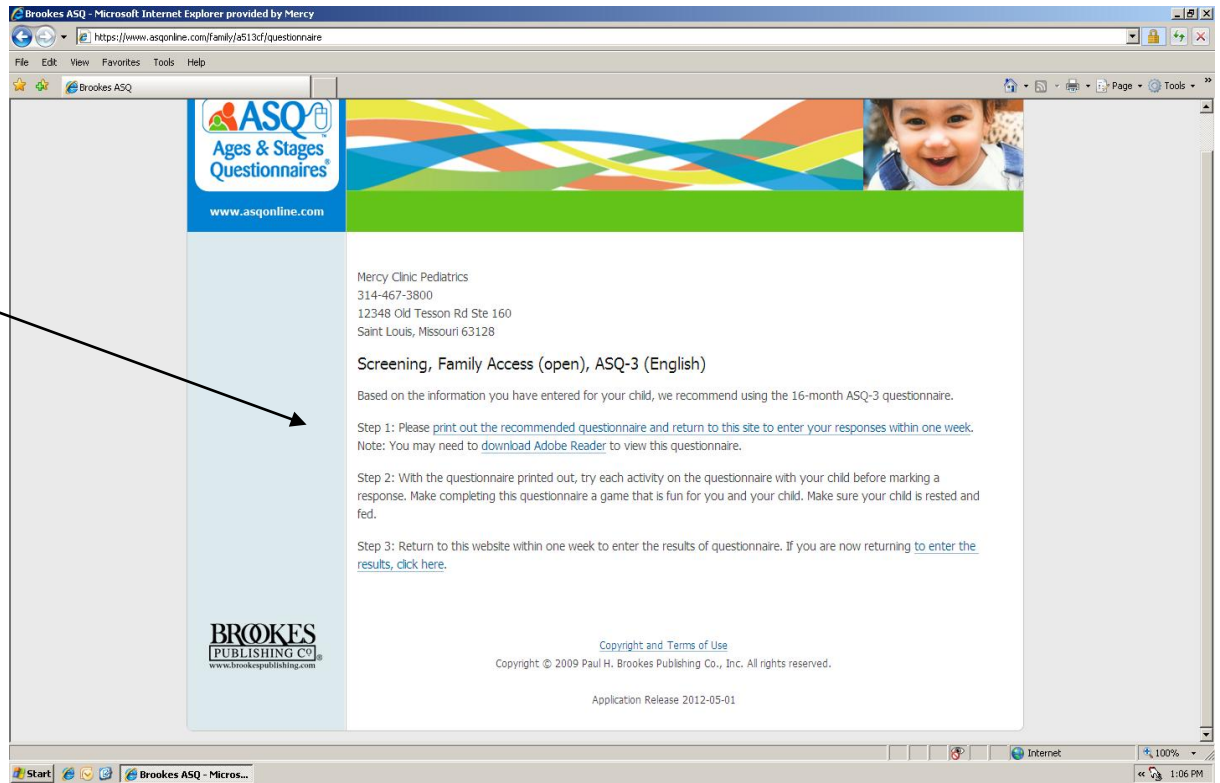 Brookes ASQ - Microsoft Internet Explorer provided by Mercy
https://www.asqonline.com/family/a513cf/questionnaire
File Edit View Favorites Tools Help
Brookes ASQ
Page Tools
ASQ
Ages & Stages
Questionnaires®
www.asqonline.com
Mercy Clinic Pediatrics
314-467-3800
12348 Old Tesson Rd Ste 160
Saint Louis, Missouri 63128
Screening, Family Access (open), ASQ-3 (English)
Based on the information you have entered for your child, we recommend using the 16-month ASQ-3 questionnaire.
Step 1: Please print out the recommended questionnaire and return to this site to enter your responses within one week.
Note: You may need to download Adobe Reader to view this questionnaire.
Step 2: With the questionnaire printed out, try each activity on the questionnaire with your child before marking a
response. Make completing this questionnaire a game that is fun for you and your child. Make sure your child is rested and
fed.
Step 3: Return to this website within one week to enter the results of questionnaire. If you are now returning to enter the
results, click here.
BROOKES
PUBLISHING CO®
www.brookespublishing.com
Copyright and Terms of Use
Copyright © 2009 Paul H. Brookes Publishing Co., Inc. All rights reserved.
Application Release 2012-05-01
Internet
100%
Start
Brookes ASQ - Micros...
1:06 PM